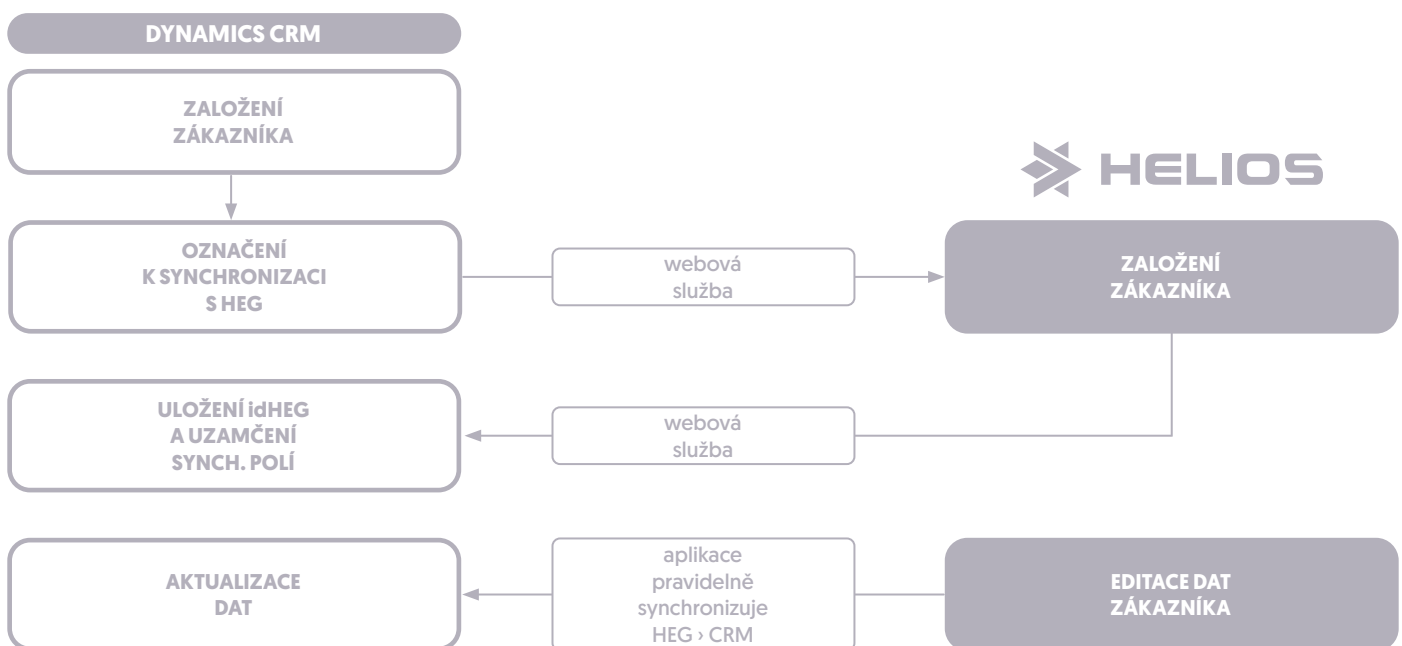 DYNAMICS CRM
ZALOŽENÍ
ZÁKAZNÍKA
HELIOS
OZNAČENÍ
K SYNCHRONIZACI
S HEG
webová
služba
ZALOŽENÍ
ZÁKAZNÍKA
ULOŽENÍ idHEG
A UZAMČENÍ
SYNCH. POLÍ
webová
služba
AKTUALIZACE
DAT
aplikace
pravidelně
synchronizuje
HEG › CRM
EDITACE DAT
ZÁKAZNÍKA